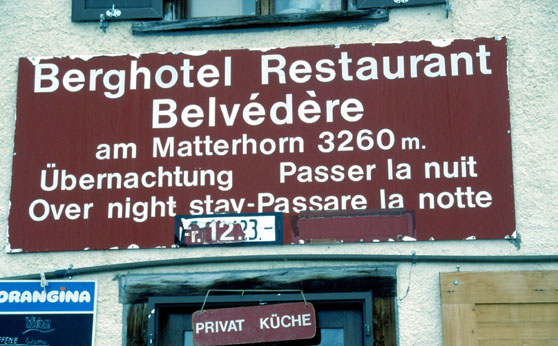 Berghotel Restaurant
Belvédère
am Matterhorn 3260 m.
Übernachtung Passer la nuit
Over night stay-Passare la notte
ORANGINA
PRIVAT KÜCHE